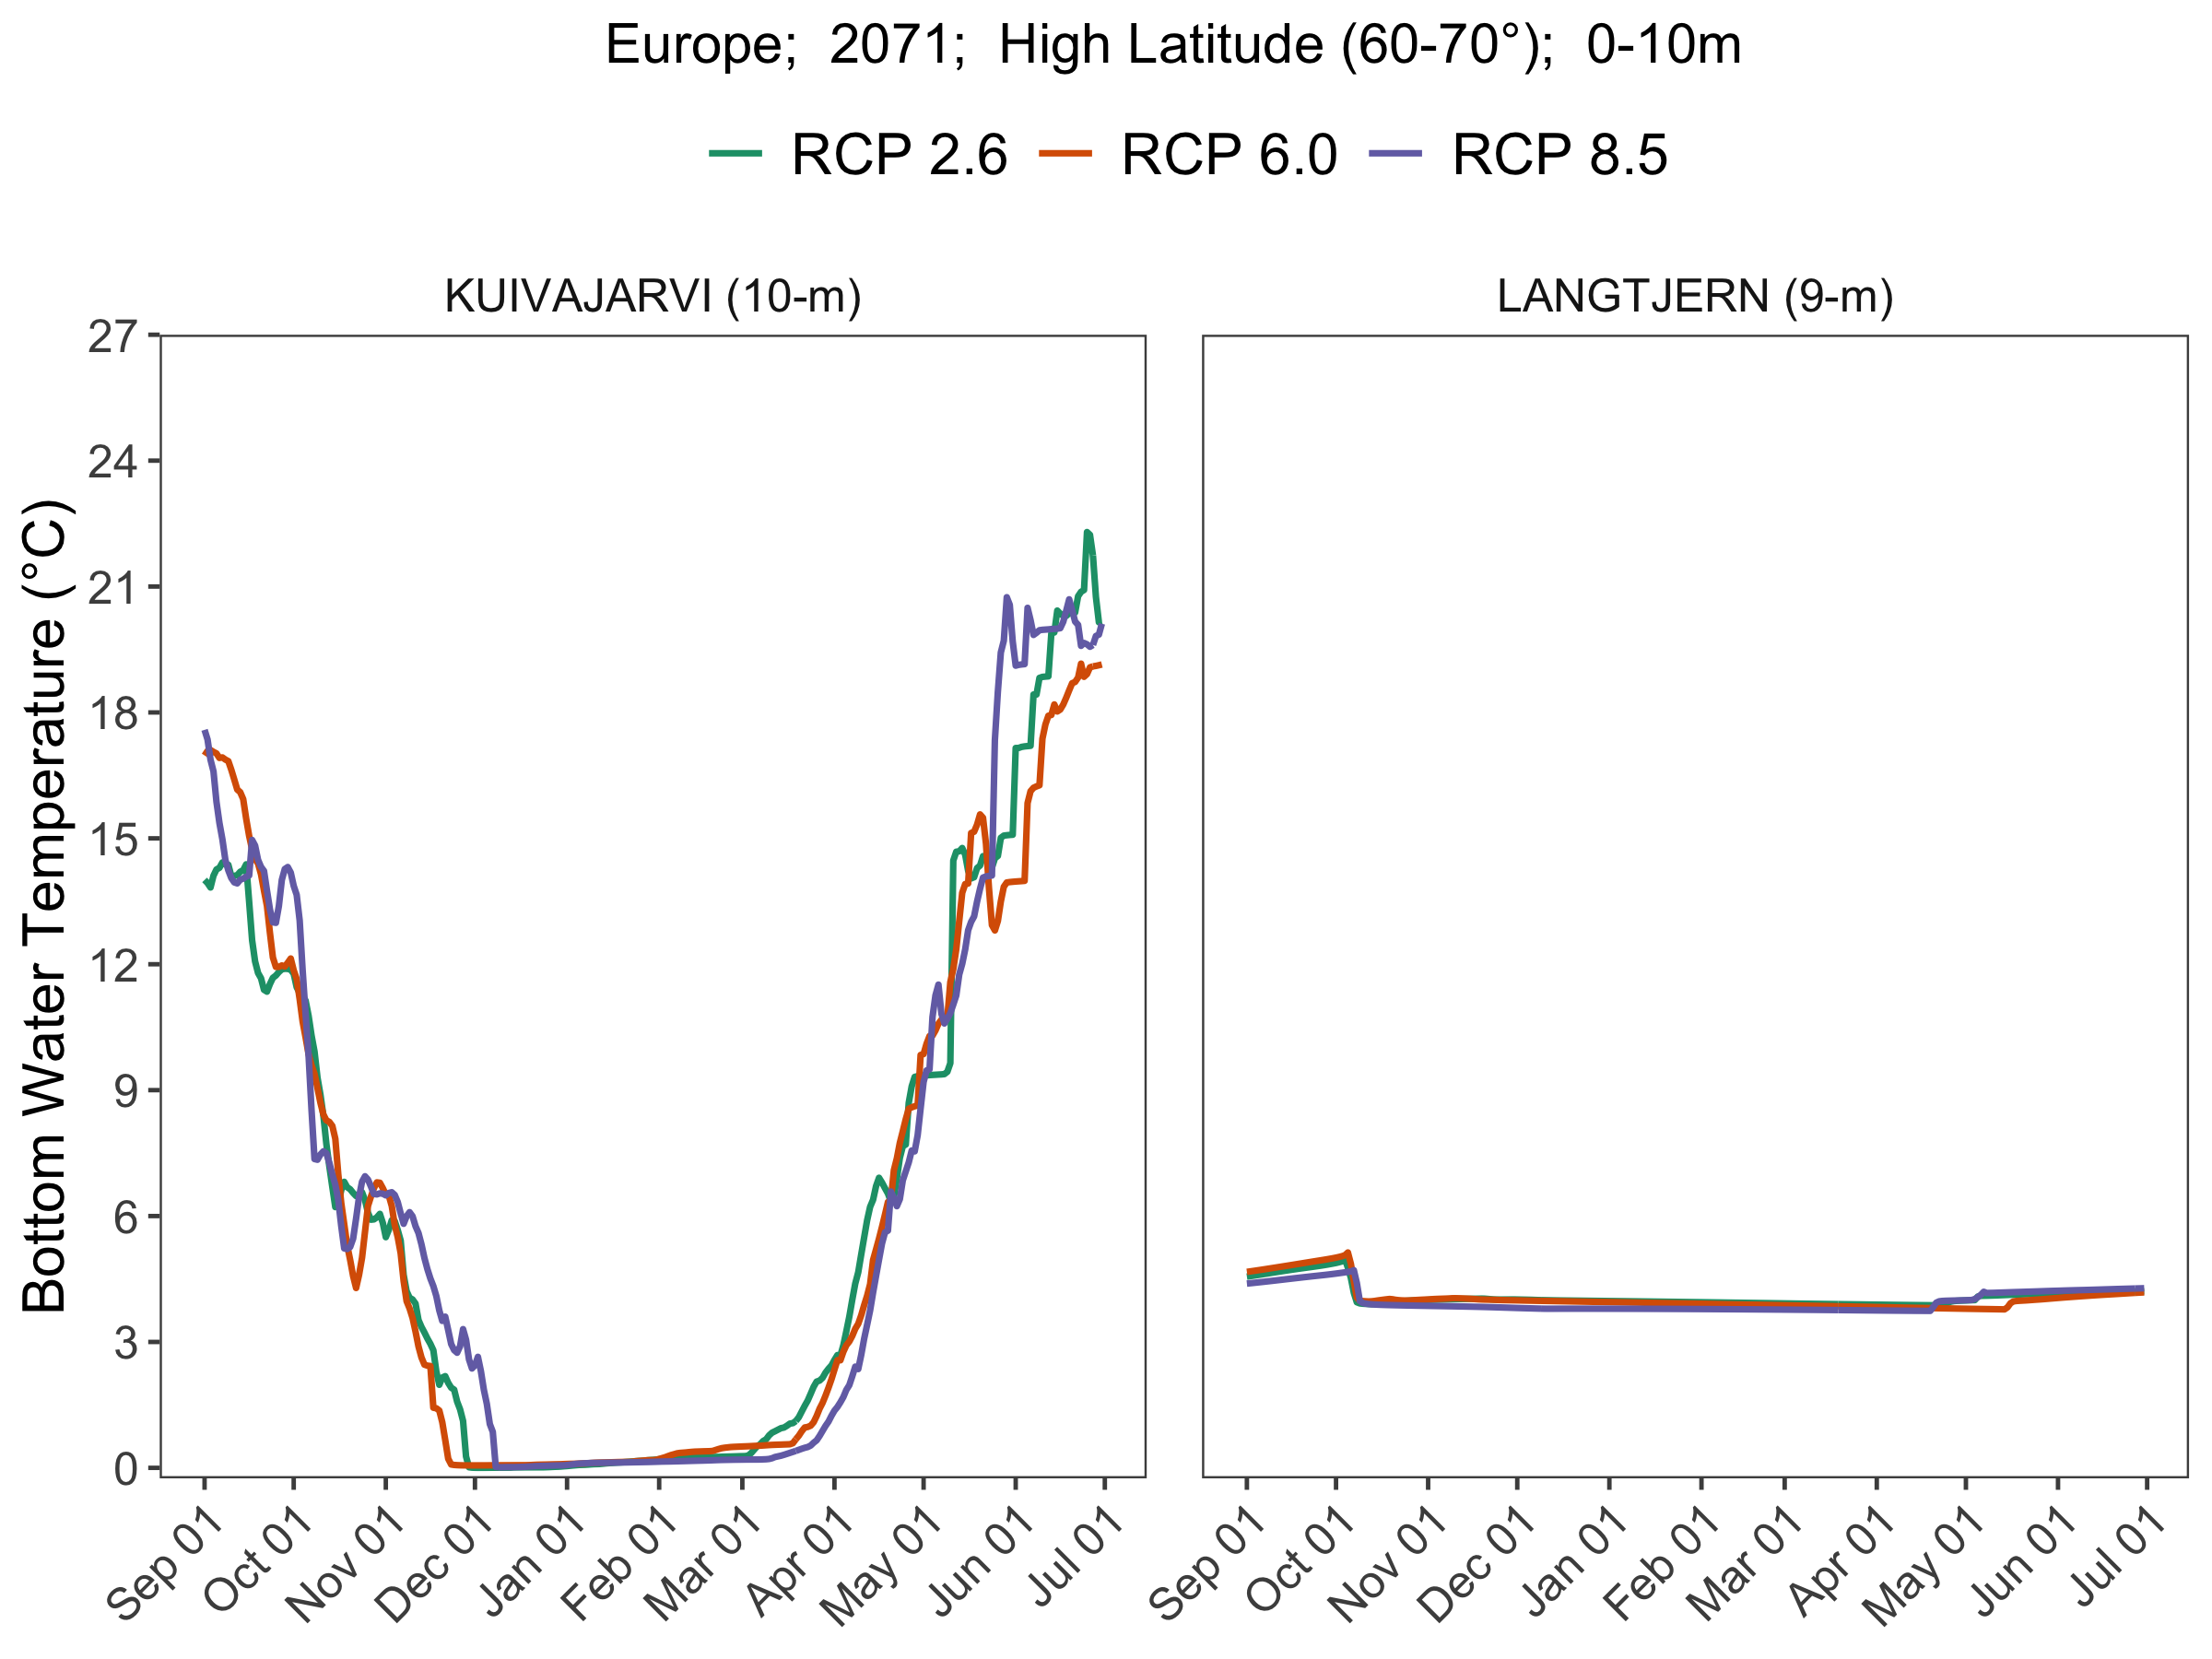 Europe; 2071; High Latitude (60-70°); 0-10m
RCP 2.6 RCP 6.0 RCP 8.5
KUIVAJARVI (10-m) LANGTJERN (9-m)
Bottom Water Temperature (°C)
27
24
21
18
15
12
9
6
3
0
Sep 01 Oct 01 Nov 01 Dec 01 Jan 01 Feb 01 Mar 01 Apr 01 May 01 Jun 01 Jul 01 Sep 01 Oct 01 Nov 01 Dec 01 Jan 01 Feb 01 Mar 01 Apr 01 May 01 Jun 01 Jul 01